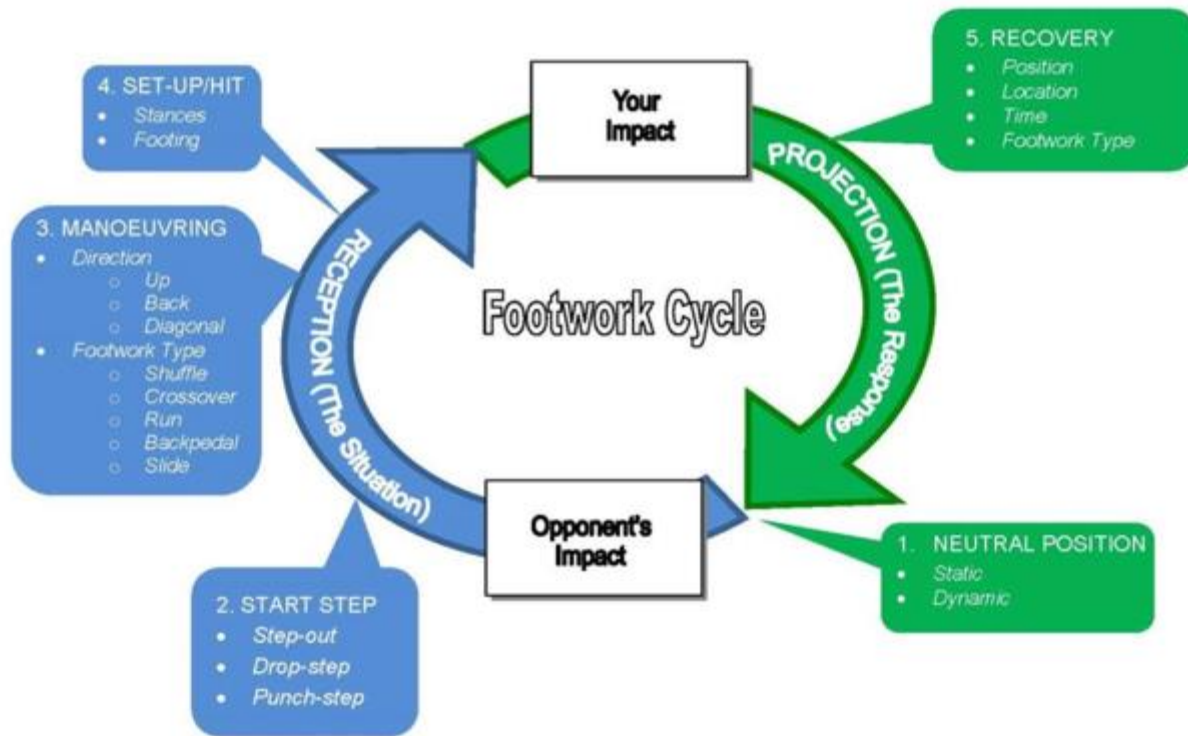 5. RECOVERY
• Position
• Location
• Time
• Footwork Type
4. SET-UP/HIT
• Stances
• Footing
Your
Impact
PROJECTION (The Response)
3. MANOEUVRING
• Direction
o Up
o Back
o Diagonal
• Footwork Type
o Shuffle
o Crossover
o Run
o Backpedal
o Slide
RECEPTION (The Situation)
Footwork Cycle
Opponent's
Impact
1. NEUTRAL POSITION
• Static
• Dynamic
2. START STEP
• Step-out
• Drop-step
• Punch-step